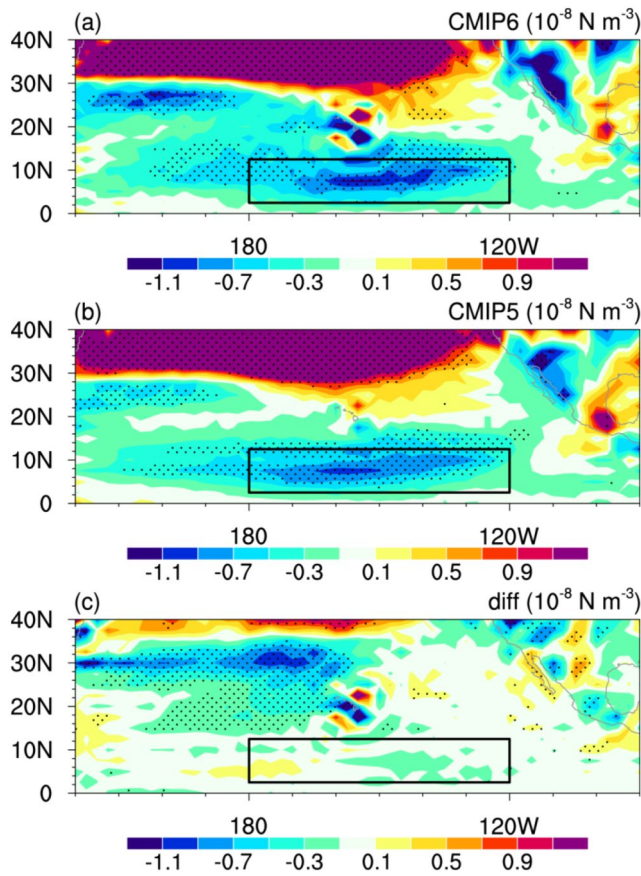 (a) CMIP6 (10⁻⁸ N m⁻³)
40N
30N
20N
10N
0
180 120W
-1.1 -0.7 -0.3 0.1 0.5 0.9
(b) CMIP5 (10⁻⁸ N m⁻³)
40N
30N
20N
10N
0
180 120W
-1.1 -0.7 -0.3 0.1 0.5 0.9
(c) diff (10⁻⁸ N m⁻³)
40N
30N
20N
10N
0
180 120W
-1.1 -0.7 -0.3 0.1 0.5 0.9